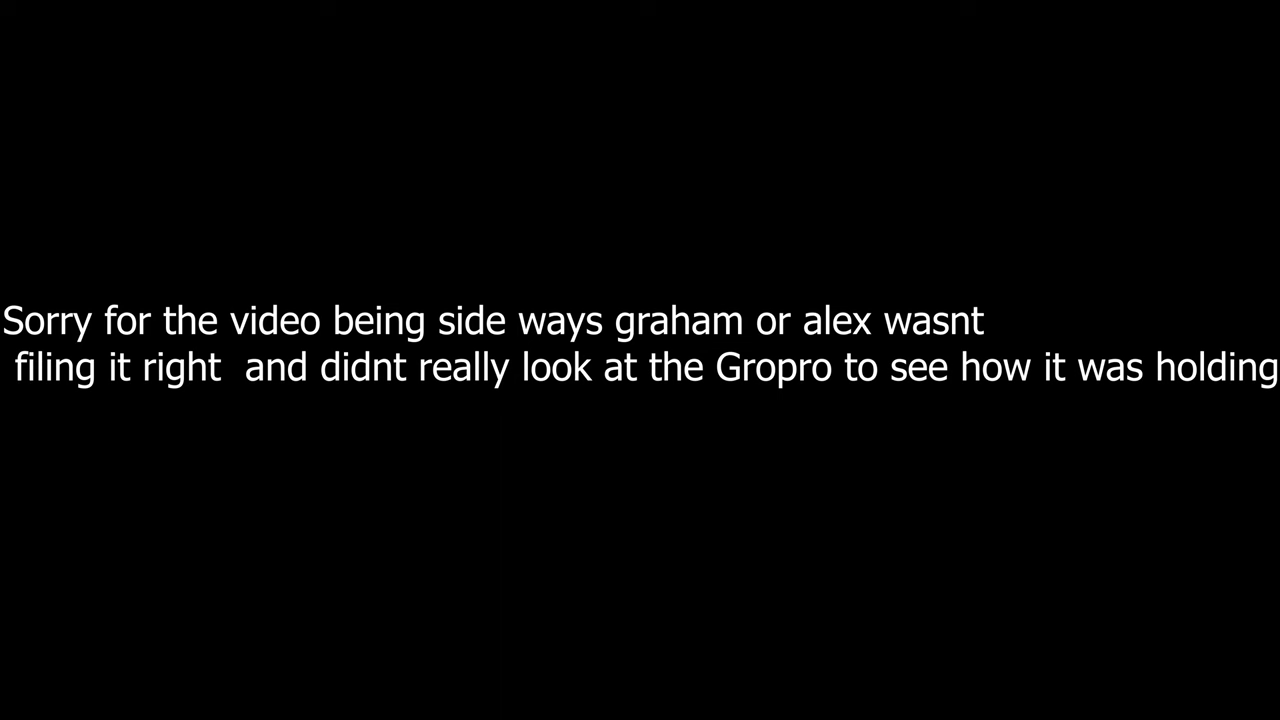 Sorry for the video being side ways graham or alex wasnt
filing it right  and didnt really look at the Gropro to see how it was holding